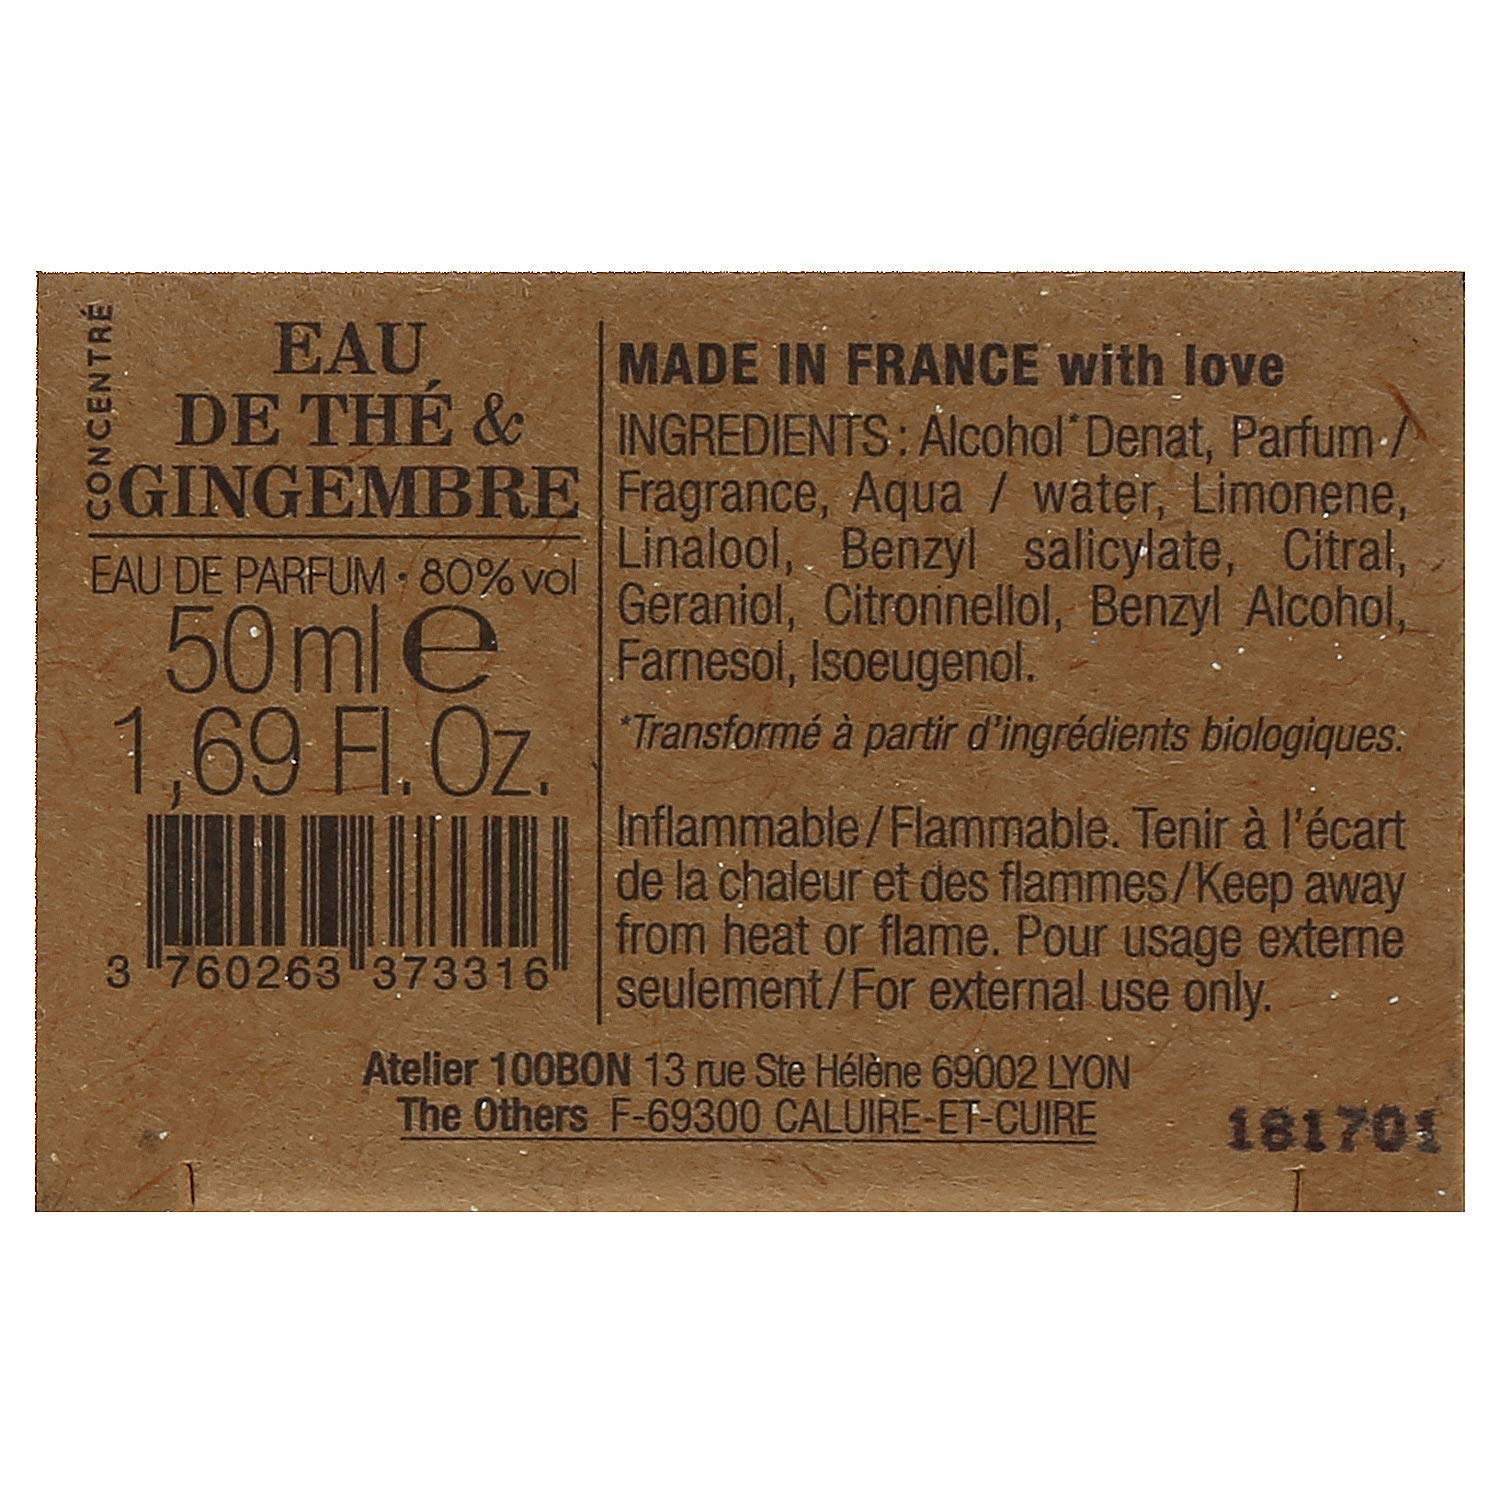 CONCENTRÉ
EAU
DE THÉ &
GINGEMBRE
EAU DE PARFUM · 80% vol
50 ml ℮
1,69 Fl. Oz.
3 760263 373316
MADE IN FRANCE with love
INGREDIENTS : Alcohol* Denat, Parfum /
Fragrance, Aqua / water, Limonene,
Linalool, Benzyl salicylate, Citral,
Geraniol, Citronnellol, Benzyl Alcohol,
Farnesol, Isoeugenol.
*Transformé à partir d'ingrédients biologiques.
Inflammable / Flammable. Tenir à l'écart
de la chaleur et des flammes / Keep away
from heat or flame. Pour usage externe
seulement / For external use only.
Atelier 100BON 13 rue Ste Hélène 69002 LYON
The Others F-69300 CALUIRE-ET-CUIRE
181701